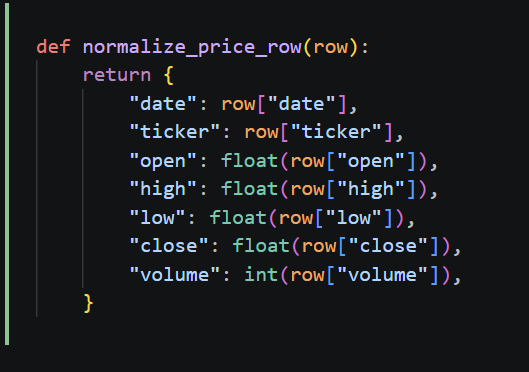 def normalize_price_row(row):
    return {
        "date": row["date"],
        "ticker": row["ticker"],
        "open": float(row["open"]),
        "high": float(row["high"]),
        "low": float(row["low"]),
        "close": float(row["close"]),
        "volume": int(row["volume"]),
    }